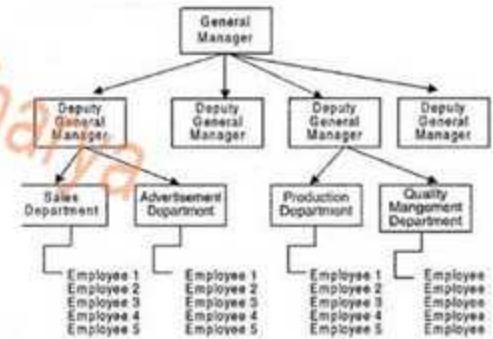 General
Manager
Deputy
General
Manager
Deputy
General
Manager
Deputy
General
Manager
Deputy
General
Manager
Sales
Department
Advertisement
Department
Production
Department
Quality
Mangement
Department
Employee 1
Employee 2
Employee 3
Employee 4
Employee 5
Employee 1
Employee 2
Employee 3
Employee 4
Employee 5
Employee 1
Employee 2
Employee 3
Employee 4
Employee 5
Employee
Employee
Employee
Employee
Employee